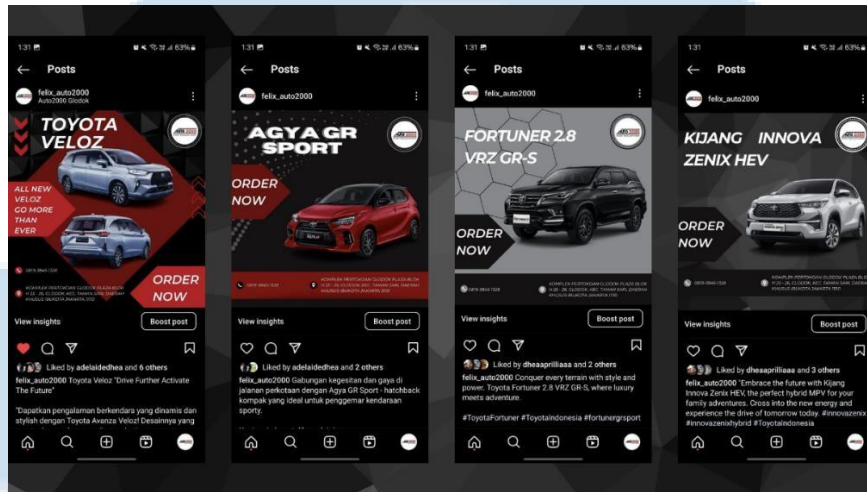 1:31
63%
Posts
felix_auto2000
Auto2000 Glodok
TOYOTA
VELOZ
ALL NEW
VELOZ
GO MORE
THAN
EVER
ORDER
NOW
View insights
Boost post
Liked by adelaidedhea and 6 others
felix_auto2000 Toyota Veloz "Drive Further Activate
The Future"
"Dapatkan pengalaman berkendara yang dinamis dan
stylish dengan Toyota Avanza Veloz! Desainnya yang
1:31
63%
Posts
felix_auto2000
AGYA GR
SPORT
ORDER
NOW
View insights
Boost post
Liked by adelaidedhea and 2 others
felix_auto2000 Gabungan kegesitan dan gaya di
jalanan perkotaan dengan Agya GR Sport - hatchback
kompak yang ideal untuk penggemar kendaraan
sporty.
1:31
63%
Posts
felix_auto2000
FORTUNER 2.8
VRZ GR-S
ORDER
NOW
View insights
Boost post
Liked by dheaapriliaaa and 2 others
felix_auto2000 Conquer every terrain with style and
power. Toyota Fortuner 2.8 VRZ GR-S, where luxury
meets adventure.
#ToyotaFortuner #ToyotaIndonesia #fortunergrsport
1:31
63%
Posts
felix_auto2000
KIJANG INNOVA
ZENIX HEV
ORDER
NOW
View insights
Boost post
Liked by dheaapriliaaa and 3 others
felix_auto2000 "Embrace the future with Kijang
Innova Zenix HEV, the perfect hybrid MPV for your
family adventures. Cross into the new energy and
experience the drive of tomorrow today. #innovazenix
#innovazenixhybrid #ToyotaIndonesia